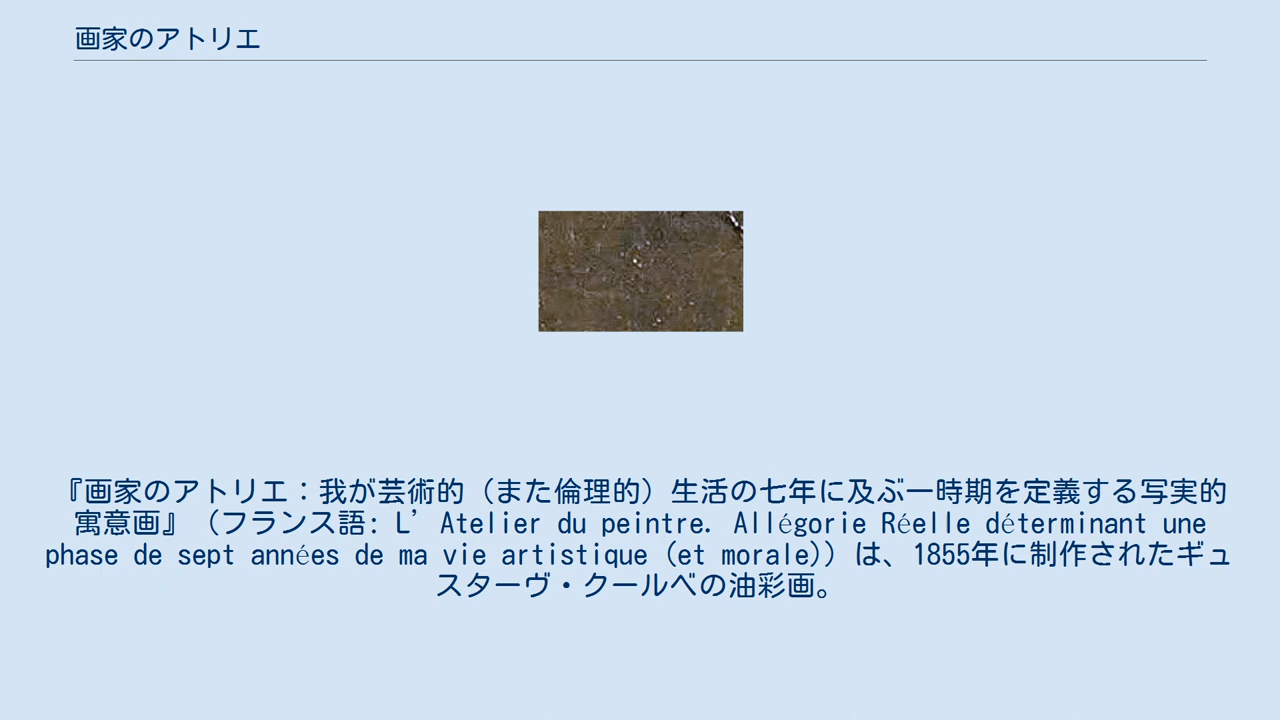 画家のアトリエ
『画家のアトリエ：我が芸術的（また倫理的）生活の七年に及ぶ一時期を定義する写実的
寓意画』（フランス語: L’Atelier du peintre. Allégorie Réelle déterminant une
phase de sept années de ma vie artistique (et morale)）は、1855年に制作されたギュ
スターヴ・クールベの油彩画。